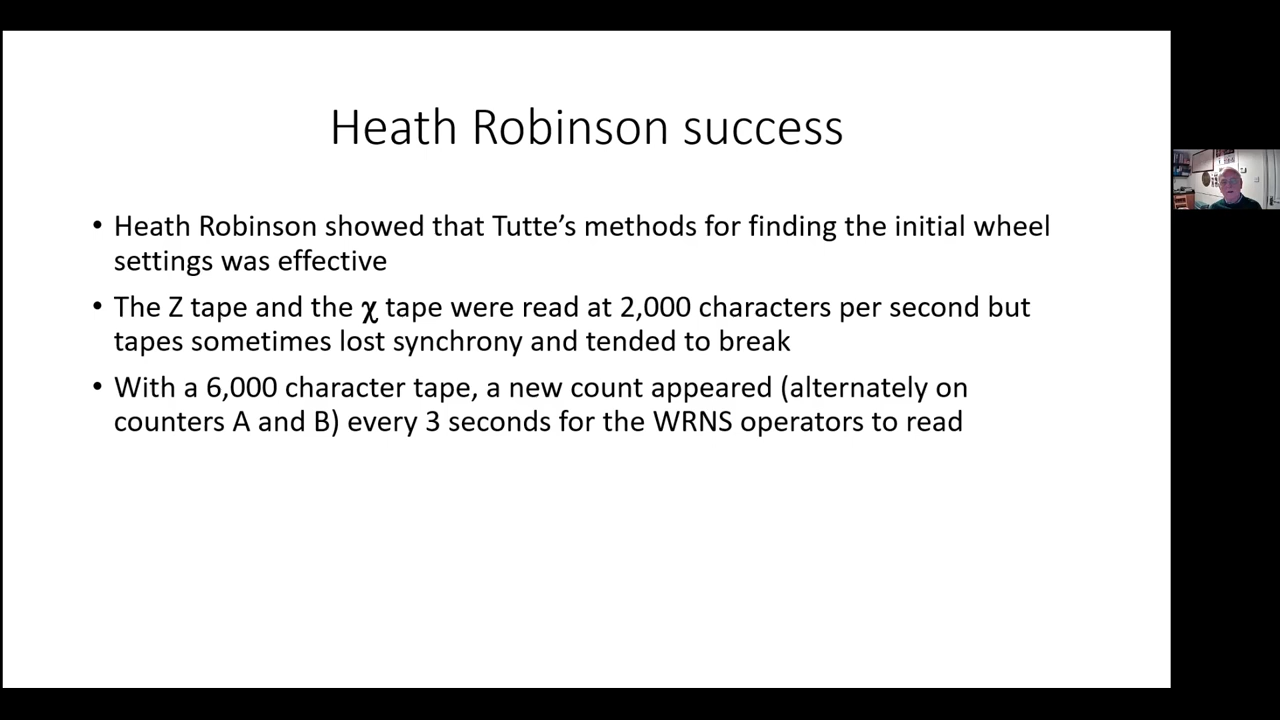 Heath Robinson success
• Heath Robinson showed that Tutte’s methods for finding the initial wheel
settings was effective
• The Z tape and the χ tape were read at 2,000 characters per second but
tapes sometimes lost synchrony and tended to break
• With a 6,000 character tape, a new count appeared (alternately on
counters A and B) every 3 seconds for the WRNS operators to read